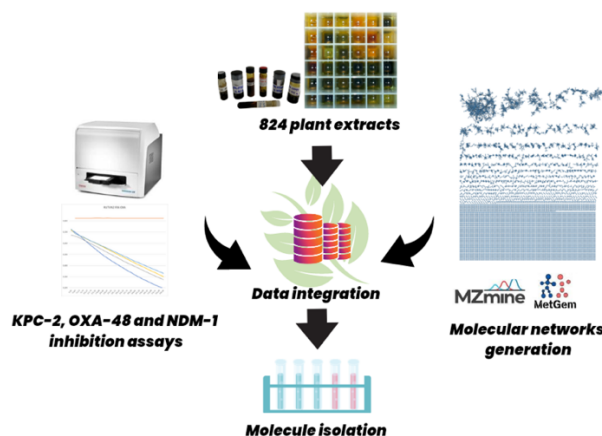 824 plant extracts
KPC-2, OXA-48 and NDM-1
inhibition assays
Data integration
MZmine
MetGem
Molecular networks
generation
Molecule isolation